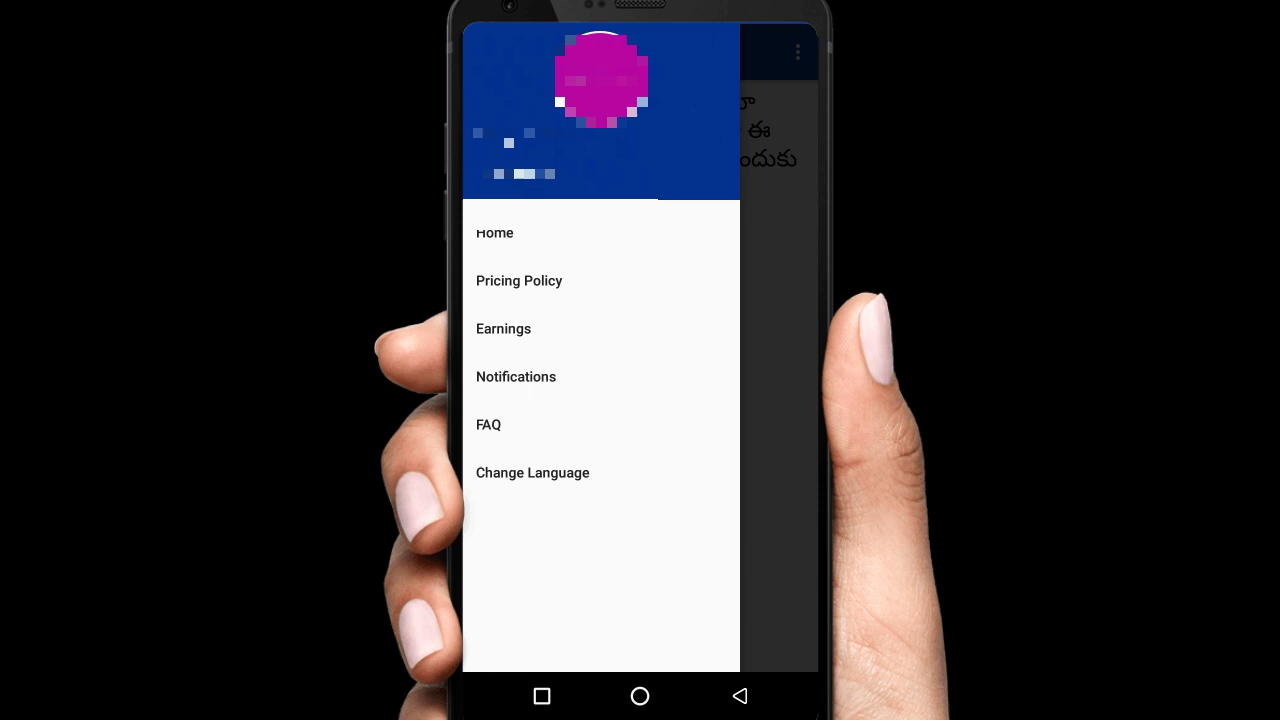 ఈ
Home
Pricing Policy
Earnings
Notifications
FAQ
Change Language